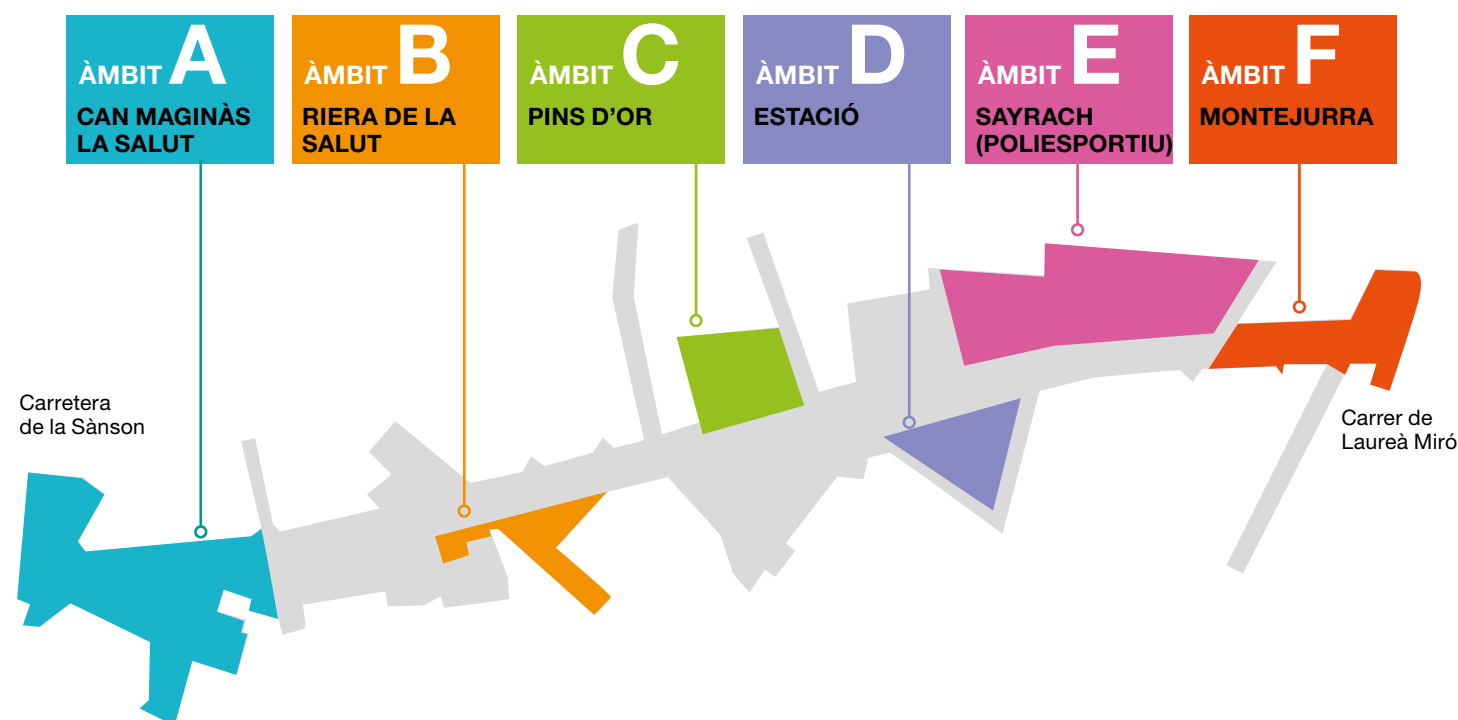 ÀMBIT A
CAN MAGINÀS
LA SALUT
ÀMBIT B
RIERA DE LA
SALUT
ÀMBIT C
PINS D'OR
ÀMBIT D
ESTACIÓ
ÀMBIT E
SAYRACH
(POLIESPORTIU)
ÀMBIT F
MONTEJURRA
Carretera
de la Sànson
Carrer de
Laureà Miró